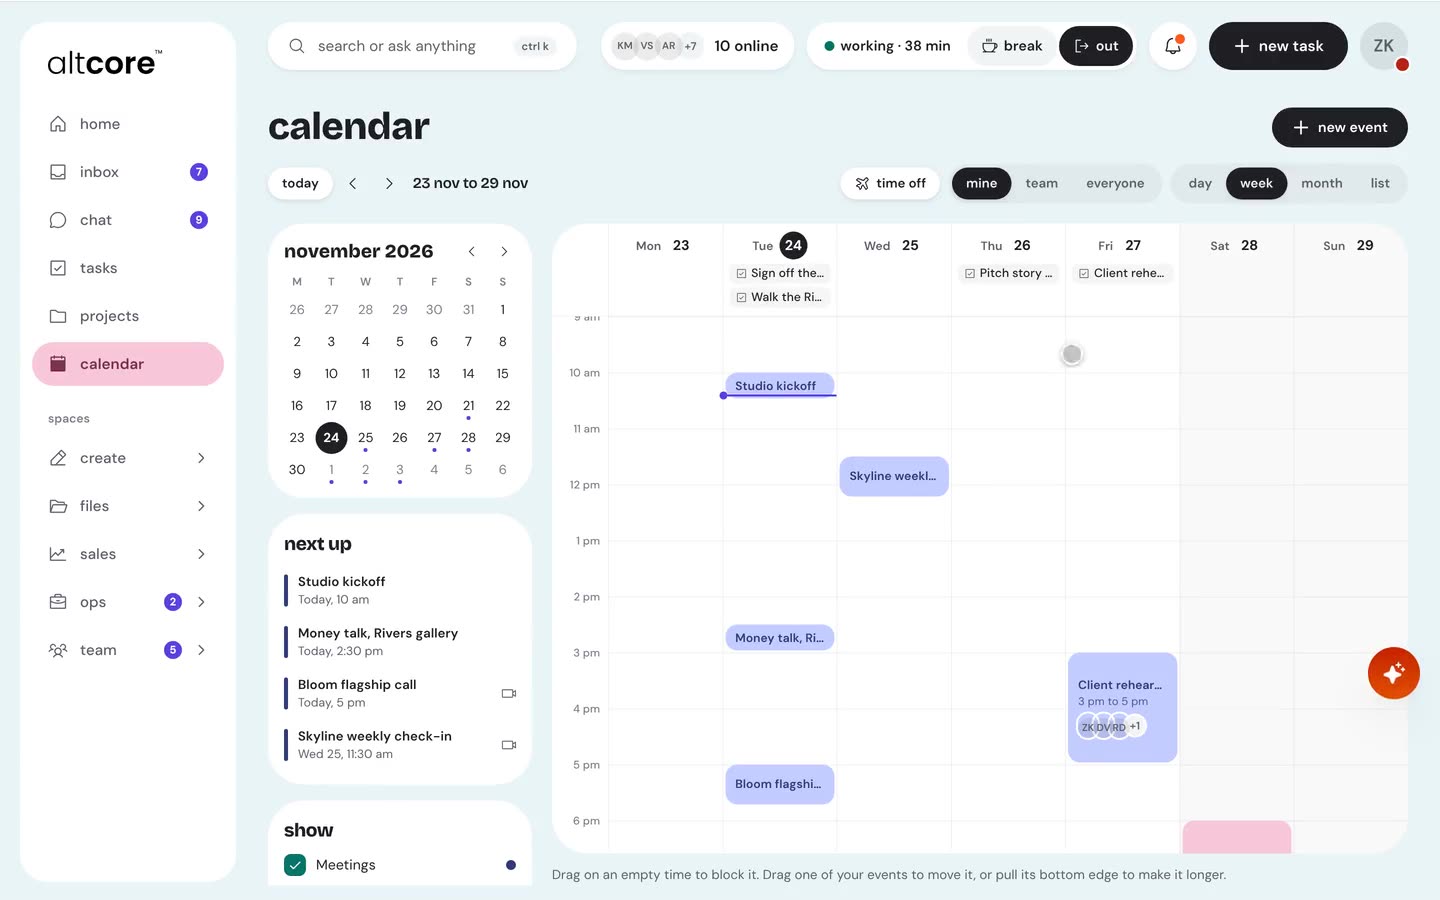 altcore™
search or ask anything
ctrl k
KM VS AR +7
10 online
working · 38 min
break
out
new task
ZK
home
inbox 7
chat 9
tasks
projects
calendar
spaces
create
files
sales
ops 2
team 5
calendar
new event
today
23 nov to 29 nov
time off
mine team everyone
day week month list
november 2026
M T W T F S S
26 27 28 29 30 31 1
2 3 4 5 6 7 8
9 10 11 12 13 14 15
16 17 18 19 20 21 22
23 24 25 26 27 28 29
30 1 2 3 4 5 6
next up
Studio kickoff
Today, 10 am
Money talk, Rivers gallery
Today, 2:30 pm
Bloom flagship call
Today, 5 pm
Skyline weekly check-in
Wed 25, 11:30 am
show
Meetings
Mon 23 Tue 24 Wed 25 Thu 26 Fri 27 Sat 28 Sun 29
Sign off the... Pitch story ... Client rehe...
Walk the Ri...
9 am
10 am
Studio kickoff
11 am
Skyline weekl...
12 pm
1 pm
2 pm
Money talk, Ri...
3 pm
Client rehear...
3 pm to 5 pm
4 pm
ZK DV RD +1
5 pm
Bloom flagshi...
6 pm
Drag on an empty time to block it. Drag one of your events to move it, or pull its bottom edge to make it longer.